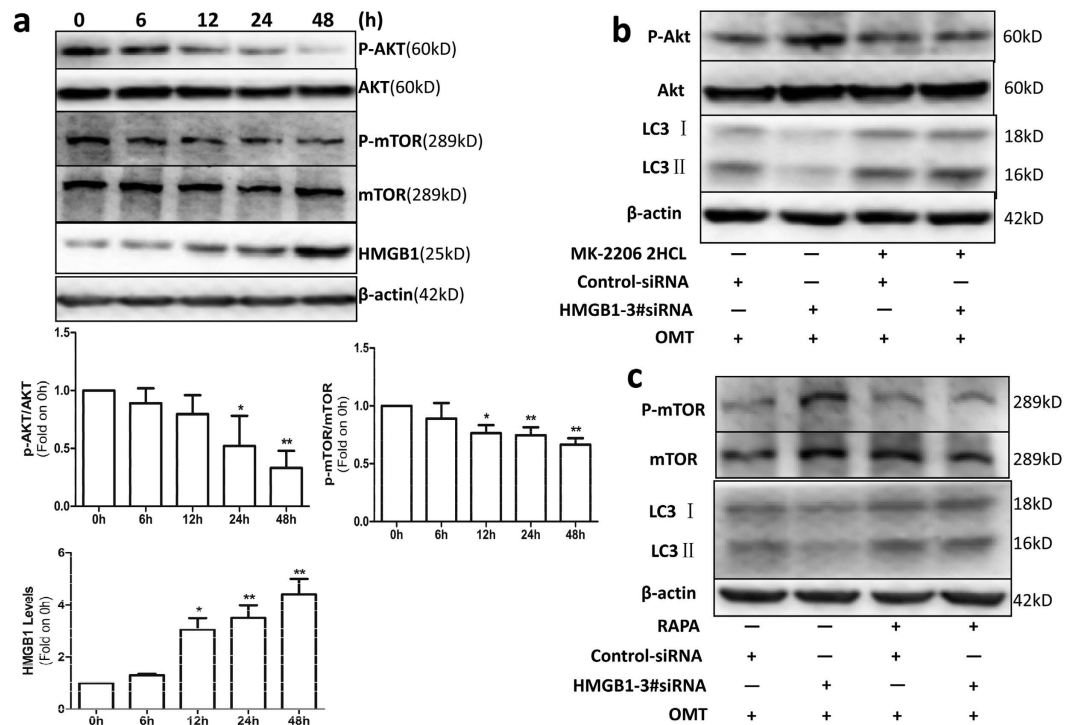 a
0 6 12 24 48 (h)
P-AKT(60kD)
AKT(60kD)
P-mTOR(289kD)
mTOR(289kD)
HMGB1(25kD)
β-actin(42kD)
p-AKT/AKT
(Fold on 0h)
1.5
1.0
0.5
0.0
* **
0h 6h 12h 24h 48h
p-mTOR/mTOR
(Fold on 0h)
1.5
1.0
0.5
0.0
* ** **
0h 6h 12h 24h 48h
HMGB1 Levels
(Fold on 0h)
6
4
2
0
* ** **
0h 6h 12h 24h 48h
b
P-Akt 60kD
Akt 60kD
LC3 Ⅰ 18kD
LC3 Ⅱ 16kD
β-actin 42kD
MK-2206 2HCL — — + +
Control-siRNA + — + —
HMGB1-3#siRNA — + — +
OMT + + + +
c
P-mTOR 289kD
mTOR 289kD
LC3 Ⅰ 18kD
LC3 Ⅱ 16kD
β-actin 42kD
RAPA — — + +
Control-siRNA + — + —
HMGB1-3#siRNA — + — +
OMT + + + +